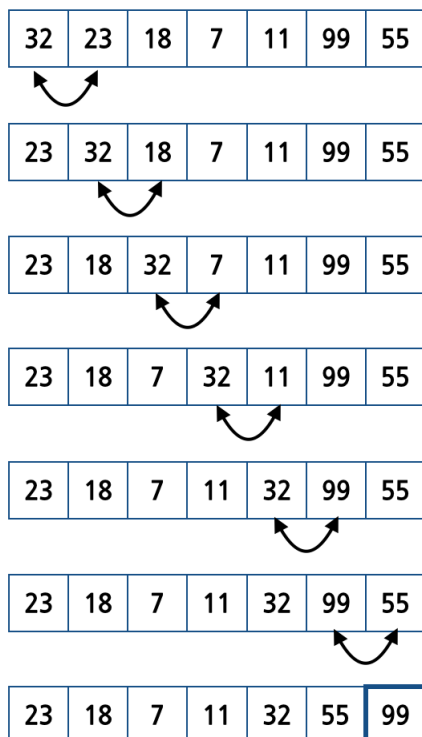 32 23 18 7 11 99 55
23 32 18 7 11 99 55
23 18 32 7 11 99 55
23 18 7 32 11 99 55
23 18 7 11 32 99 55
23 18 7 11 32 99 55
23 18 7 11 32 55 99